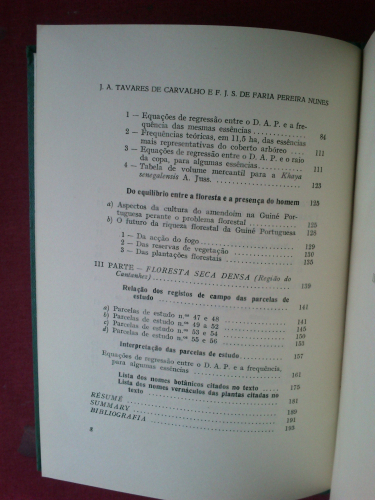 J. A. TAVARES DE CARVALHO E F. J. S. DE FARIA PEREIRA NUNES
1 — Equações de regressão entre o D. A. P. e a fre-
quência das mesmas essências
2 — Frequências teóricas, em 11,5 ha, das essências
mais representativas do coberto arbóreo 111
3 — Equações de regressão entre o D. A. P. e o raio
da copa, para algumas essências 111
4 — Tabela de volume mercantil para a Khaya
senegalensis A. Juss. 123
Do equilíbrio entre a floresta e a presença do homem 125
a) Aspectos da cultura do amendoim na Guiné Por-
tuguesa perante o problema florestal 125
b) O futuro da riqueza florestal da Guiné Portuguesa 129
1 — Da acção do fogo 129
2 — Das reservas de vegetação 130
3 — Das plantações florestais 135
III PARTE — FLORESTA SECA DENSA (Região do
Cantanhez) 139
Relação dos registos de campo das parcelas de
estudo 141
a) Parcelas de estudo n.os 47 e 48 141
b) Parcelas de estudo n.os 49 a 52 145
c) Parcelas de estudo n.os 53 e 54 150
d) Parcelas de estudo n.os 55 e 56
Interpretação das parcelas de estudo 157
Equações de regressão entre o D. A. P. e a frequência,
para algumas essências 161
Lista dos nomes botânicos citados no texto 175
Lista dos nomes vernáculos das plantas citadas no
texto
RÉSUMÉ
SUMMARY
BIBLIOGRAFIA
8